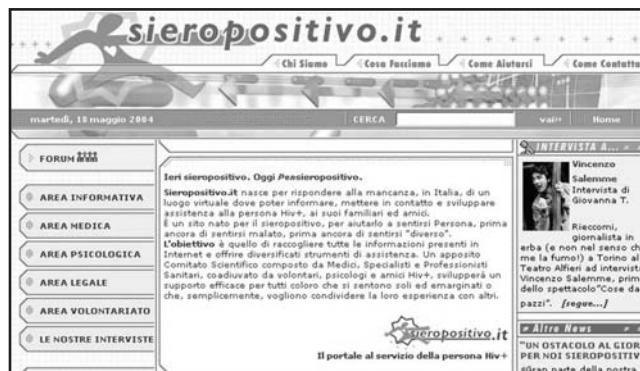 sieropositivo.it
Chi Siamo
Cosa Facciamo
Come Aiutarci
Come Contatta
martedì, 18 maggio 2004
CERCA
vai»
Home
FORUM
AREA INFORMATIVA
AREA MEDICA
AREA PSICOLOGICA
AREA LEGALE
AREA VOLONTARIATO
LE NOSTRE INTERVISTE
Ieri sieropositivo. Oggi Pensieropositivo.
Sieropositivo.it nasce per rispondere alla mancanza, in Italia, di un
luogo virtuale dove poter informare, mettere in contatto e sviluppare
assistenza alla persona Hiv+, ai suoi familiari ed amici.
È un sito nato per il sieropositivo, per aiutarlo a sentirsi Persona, prima
ancora di sentirsi malato, prima ancora di sentirsi "diverso".
L'obiettivo è quello di raccogliere tutte le informazioni presenti in
Internet e offrire diversificati strumenti di assistenza. Un apposito
Comitato Scientifico composto da Medici, Specialisti e Professionisti
Sanitari, coadiuvato da volontari, psicologi e amici Hiv+, svilupperà un
supporto efficace per tutti coloro che si sentono soli ed emarginati o
che, semplicemente, vogliono condividere la loro esperienza con altri.
sieropositivo.it
Il portale al servizio della persona Hiv+
INTERVISTA A...
Vincenzo
Salemme
Intervista di
Giovanna T.
Rieccomi,
giornalista in
erba (e non nel senso ch
me la fumo!) a Torino al
Teatro Alfieri ad intervist
Vincenzo Salemme, prim
dello spettacolo"Cose da
pazzi". [segue...]
Altre News
"UN OSTACOLO AL GIOR
PER NOI SIEROPOSITIV
parte della nostra